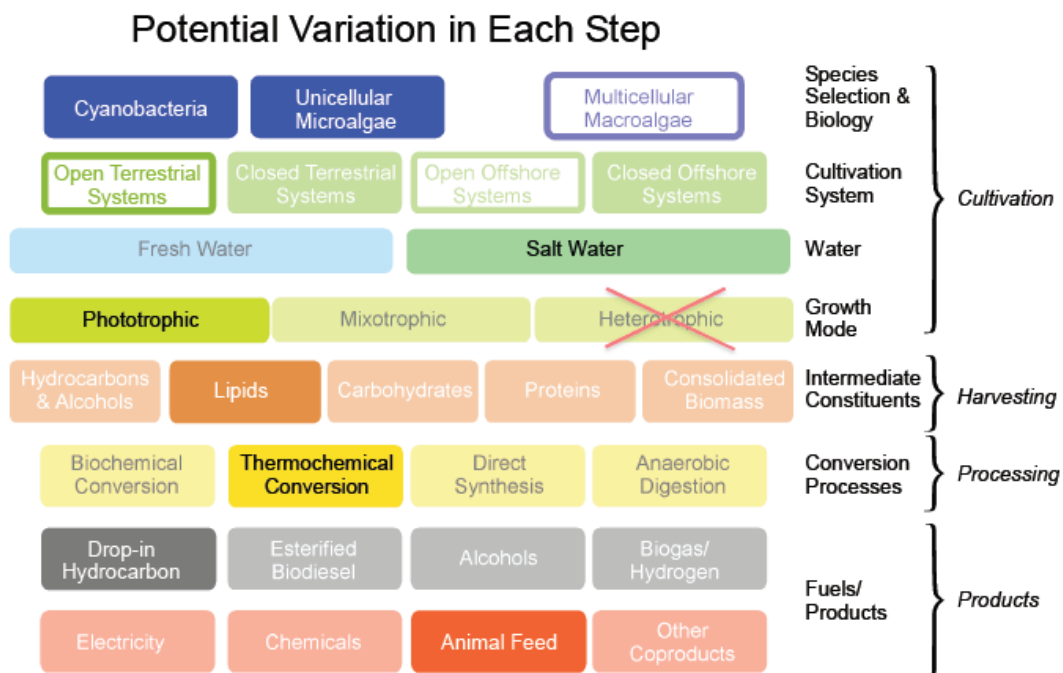 Potential Variation in Each Step
Cyanobacteria
Unicellular
Microalgae
Multicellular
Macroalgae
Species
Selection &
Biology
Open Terrestrial
Systems
Closed Terrestrial
Systems
Open Offshore
Systems
Closed Offshore
Systems
Cultivation
System
Cultivation
Fresh Water
Salt Water
Water
Phototrophic
Mixotrophic
Heterotrophic
Growth
Mode
Hydrocarbons
& Alcohols
Lipids
Carbohydrates
Proteins
Consolidated
Biomass
Intermediate
Constituents
Harvesting
Biochemical
Conversion
Thermochemical
Conversion
Direct
Synthesis
Anaerobic
Digestion
Conversion
Processes
Processing
Drop-in
Hydrocarbon
Esterified
Biodiesel
Alcohols
Biogas/
Hydrogen
Fuels/
Products
Products
Electricity
Chemicals
Animal Feed
Other
Coproducts